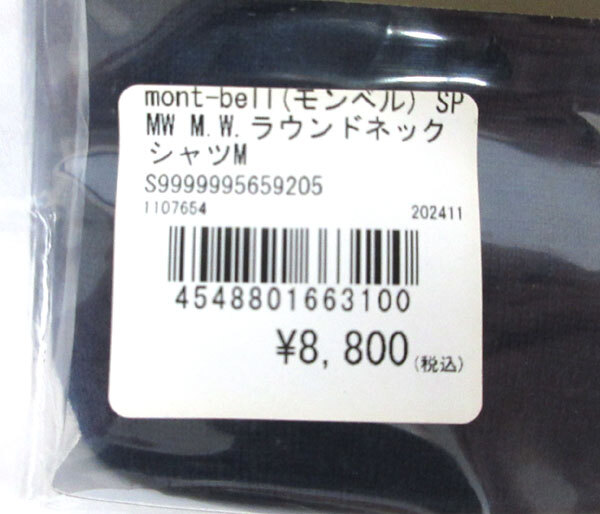 mont-bell(モンベル) SP
MW M.W.ラウンドネック
シャツM
S9999995659205
1107654 202411
4548801663100
¥8,800(税込)